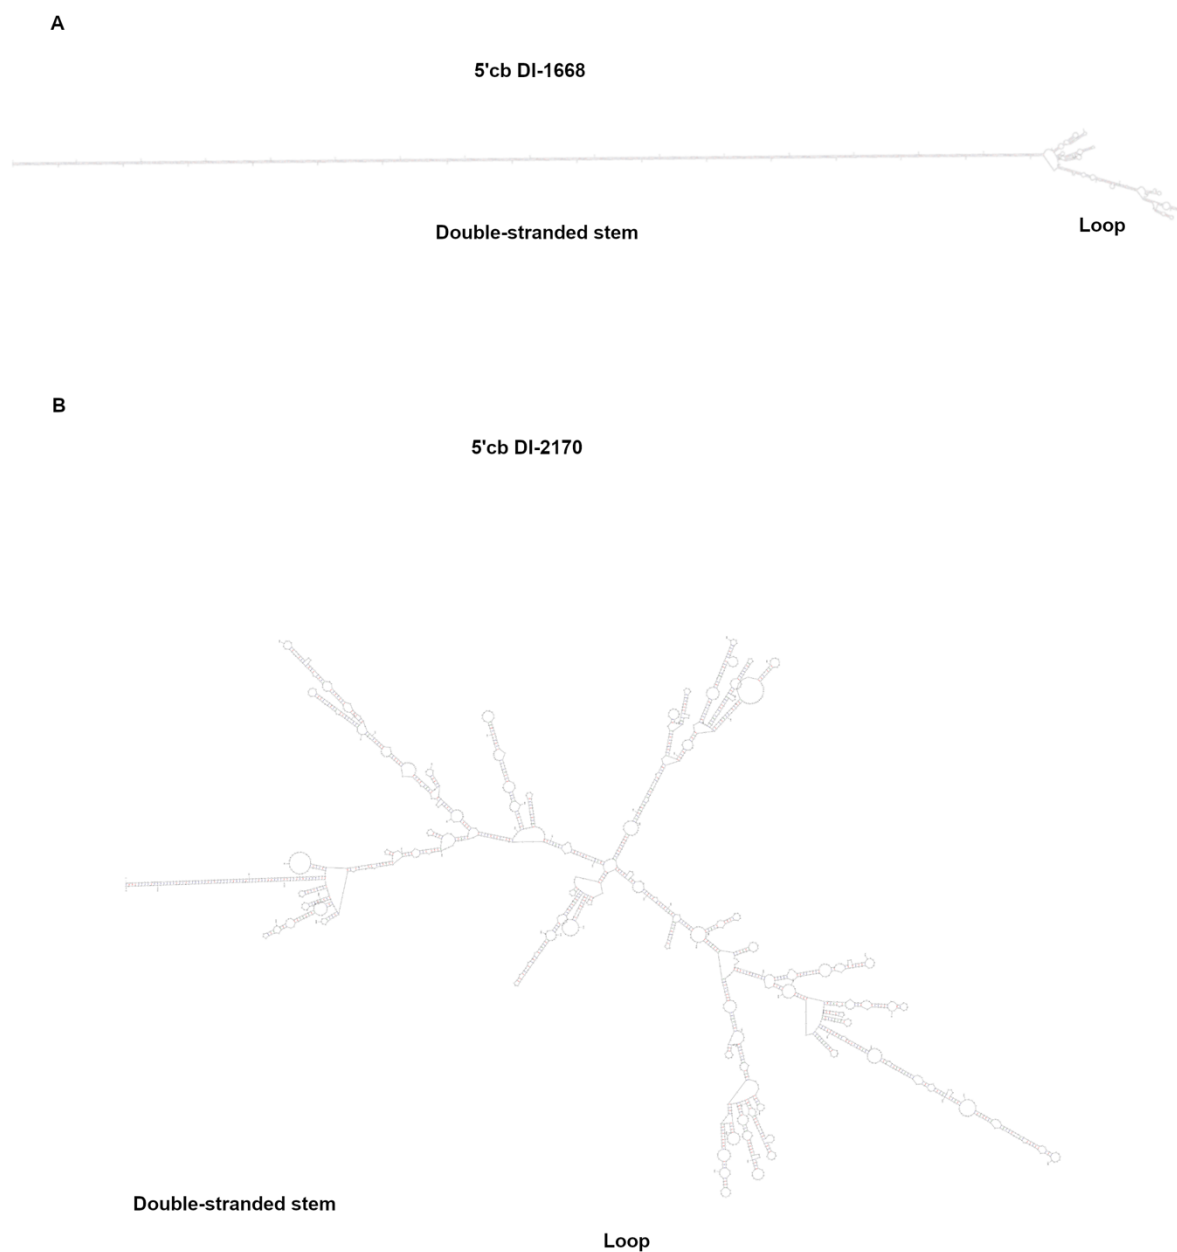 A
5'cb DI-1668
Double-stranded stem
Loop
B
5'cb DI-2170
Double-stranded stem
Loop